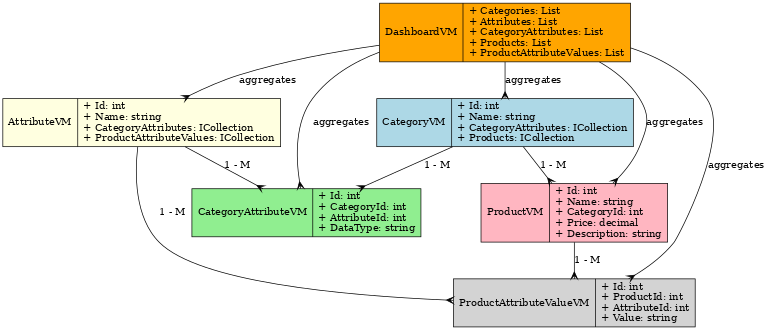 DashboardVM
+ Categories: List
+ Attributes: List
+ CategoryAttributes: List
+ Products: List
+ ProductAttributeValues: List
aggregates
aggregates
aggregates
aggregates
aggregates
AttributeVM
+ Id: int
+ Name: string
+ CategoryAttributes: ICollection
+ ProductAttributeValues: ICollection
CategoryVM
+ Id: int
+ Name: string
+ CategoryAttributes: ICollection
+ Products: ICollection
1 - M
1 - M
1 - M
1 - M
CategoryAttributeVM
+ Id: int
+ CategoryId: int
+ AttributeId: int
+ DataType: string
ProductVM
+ Id: int
+ Name: string
+ CategoryId: int
+ Price: decimal
+ Description: string
1 - M
ProductAttributeValueVM
+ Id: int
+ ProductId: int
+ AttributeId: int
+ Value: string